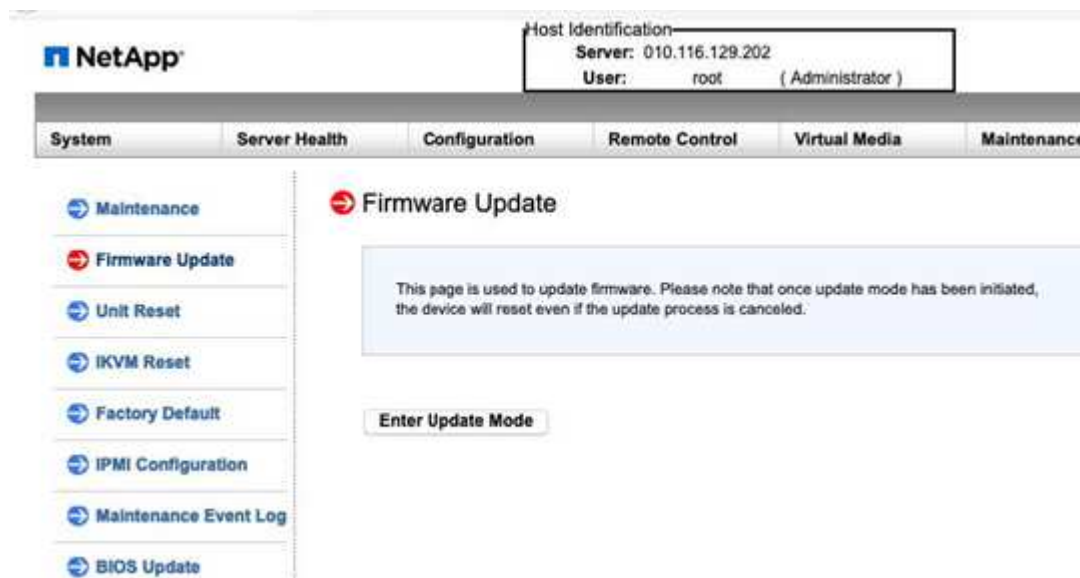 Host Identification
NetApp
Server: 010.116.129.202
User: root ( Administrator )
System Server Health Configuration Remote Control Virtual Media Maintenance
Maintenance
Firmware Update
Firmware Update
This page is used to update firmware. Please note that once update mode has been initiated,
the device will reset even if the update process is canceled.
Unit Reset
IKVM Reset
Factory Default
Enter Update Mode
IPMI Configuration
Maintenance Event Log
BIOS Update